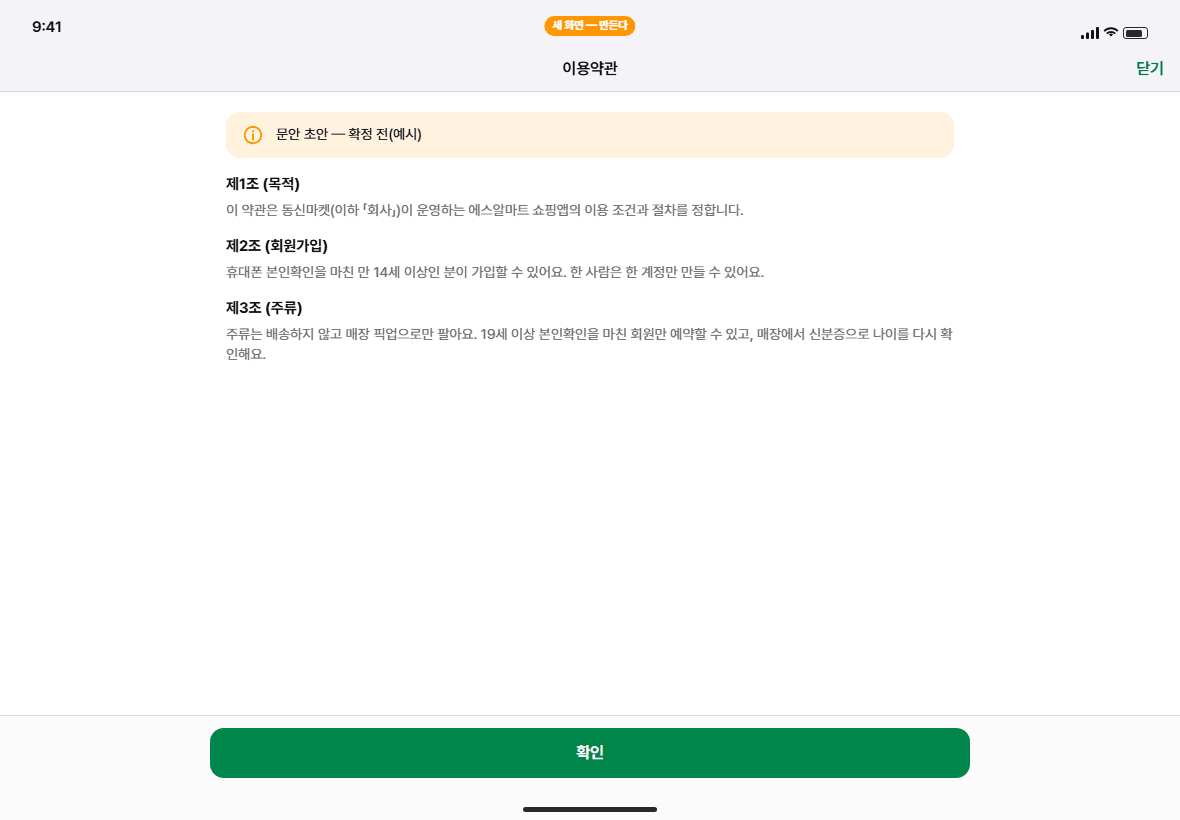 9:41
새 화면 — 만든다
이용약관
닫기
문안 초안 — 확정 전(예시)
제1조 (목적)
이 약관은 동신마켓(이하 「회사」)이 운영하는 에스알마트 쇼핑앱의 이용 조건과 절차를 정합니다.
제2조 (회원가입)
휴대폰 본인확인을 마친 만 14세 이상인 분이 가입할 수 있어요. 한 사람은 한 계정만 만들 수 있어요.
제3조 (주류)
주류는 배송하지 않고 매장 픽업으로만 팔아요. 19세 이상 본인확인을 마친 회원만 예약할 수 있고, 매장에서 신분증으로 나이를 다시 확
인해요.
확인